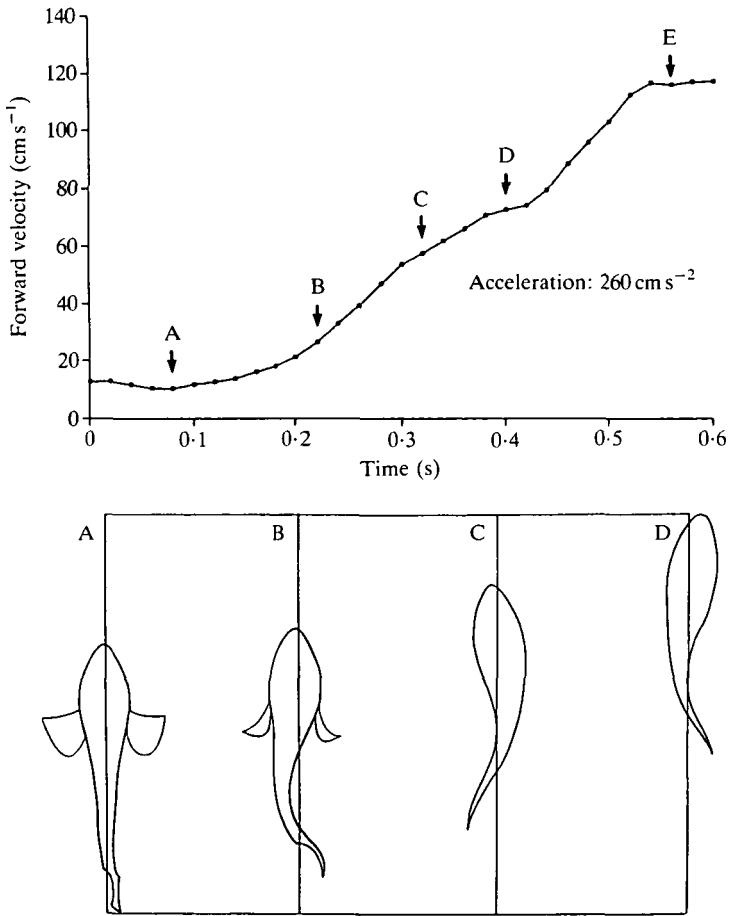 140
120
100
80
60
40
20
0
Forward velocity (cm s⁻¹)
A
B
C
D
E
Acceleration: 260 cm s⁻²
0
0·1
0·2
0·3
0·4
0·5
0·6
Time (s)
A
B
C
D